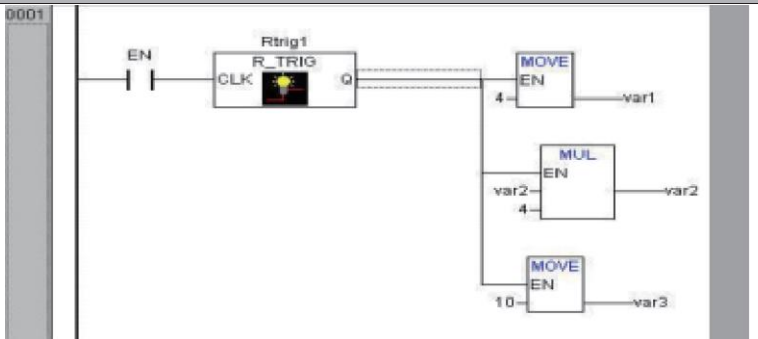 0001
Rtrig1
EN
R_TRIG
CLK
Q
MOVE
EN
4
var1
MUL
EN
var2
var2
4
MOVE
EN
10
var3